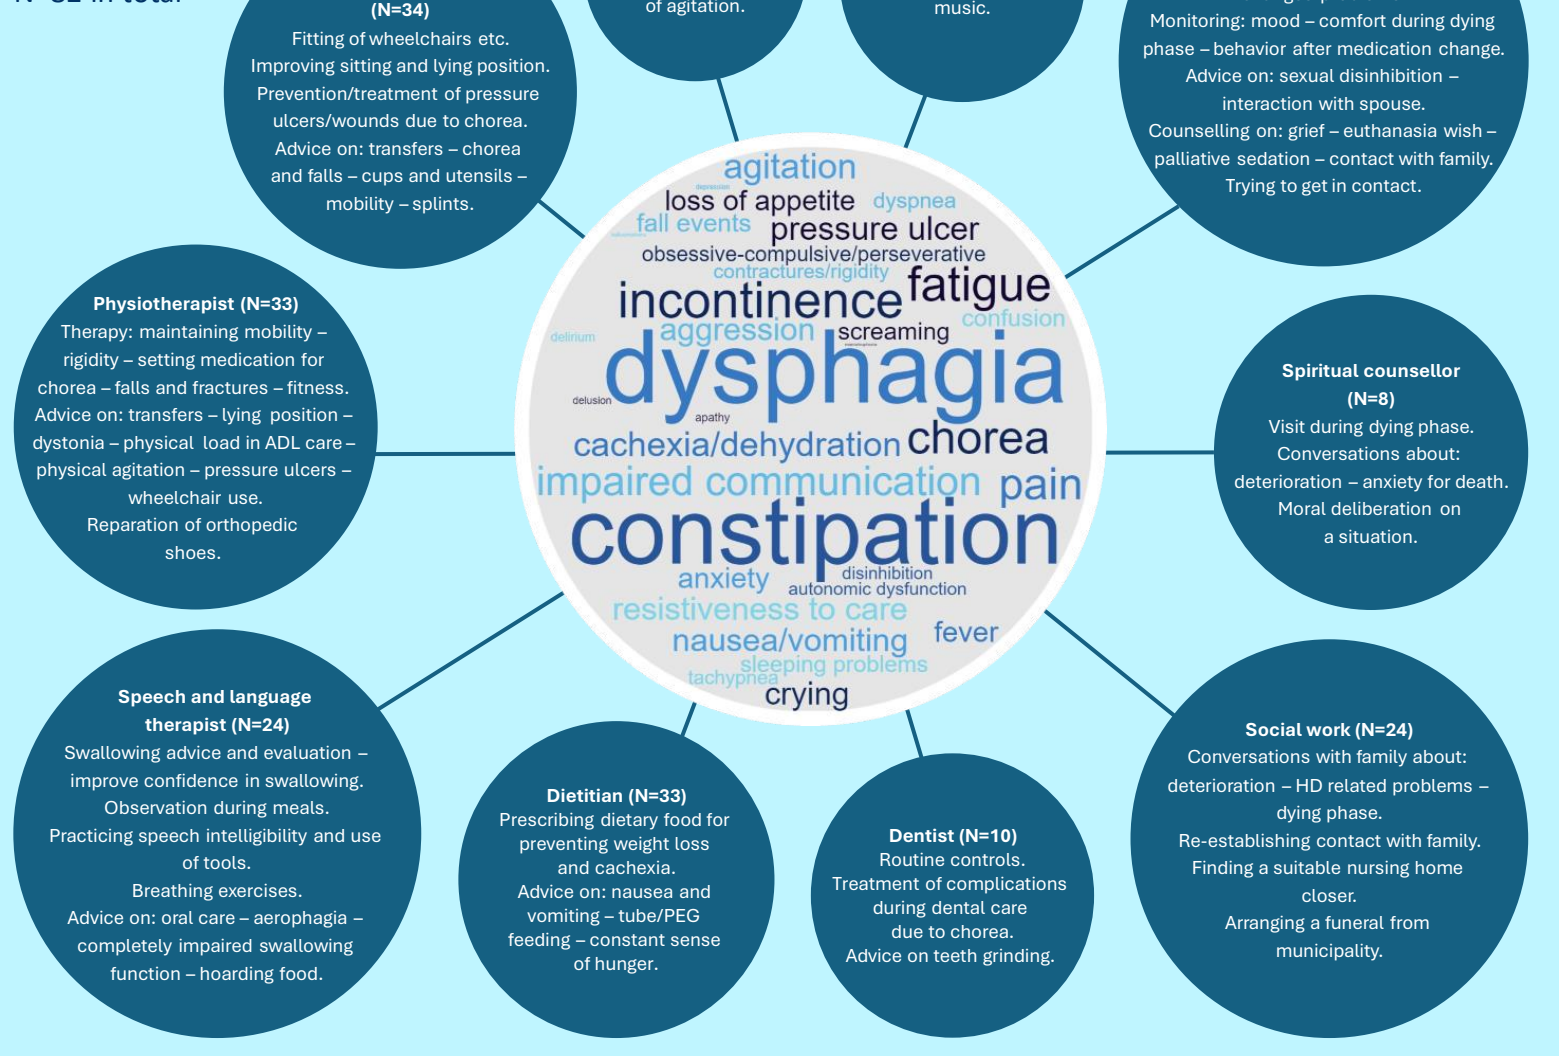 of agitation.
music.
(N=34)
Fitting of wheelchairs etc.
Improving sitting and lying position.
Prevention/treatment of pressure
ulcers/wounds due to chorea.
Advice on: transfers – chorea
and falls – cups and utensils –
mobility – splints.
Monitoring: mood – comfort during dying
phase – behavior after medication change.
Advice on: sexual disinhibition –
interaction with spouse.
Counselling on: grief – euthanasia wish –
palliative sedation – contact with family.
Trying to get in contact.
agitation
depression
loss of appetite
dyspnea
fall events
pressure ulcer
obsessive-compulsive/perseverative
contractures/rigidity
fatigue
incontinence
confusion
delirium
aggression
screaming
dysphagia
delusion
apathy
cachexia/dehydration
chorea
impaired communication
pain
constipation
anxiety
disinhibition
autonomic dysfunction
resistiveness to care
nausea/vomiting
fever
sleeping problems
tachypnea
crying
Physiotherapist (N=33)
Therapy: maintaining mobility –
rigidity – setting medication for
chorea – falls and fractures – fitness.
Advice on: transfers – lying position –
dystonia – physical load in ADL care –
physical agitation – pressure ulcers –
wheelchair use.
Reparation of orthopedic
shoes.
Spiritual counsellor
(N=8)
Visit during dying phase.
Conversations about:
deterioration – anxiety for death.
Moral deliberation on
a situation.
Speech and language
therapist (N=24)
Swallowing advice and evaluation –
improve confidence in swallowing.
Observation during meals.
Practicing speech intelligibility and use
of tools.
Breathing exercises.
Advice on: oral care – aerophagia –
completely impaired swallowing
function – hoarding food.
Dietitian (N=33)
Prescribing dietary food for
preventing weight loss
and cachexia.
Advice on: nausea and
vomiting – tube/PEG
feeding – constant sense
of hunger.
Dentist (N=10)
Routine controls.
Treatment of complications
during dental care
due to chorea.
Advice on teeth grinding.
Social work (N=24)
Conversations with family about:
deterioration – HD related problems –
dying phase.
Re-establishing contact with family.
Finding a suitable nursing home
closer.
Arranging a funeral from
municipality.